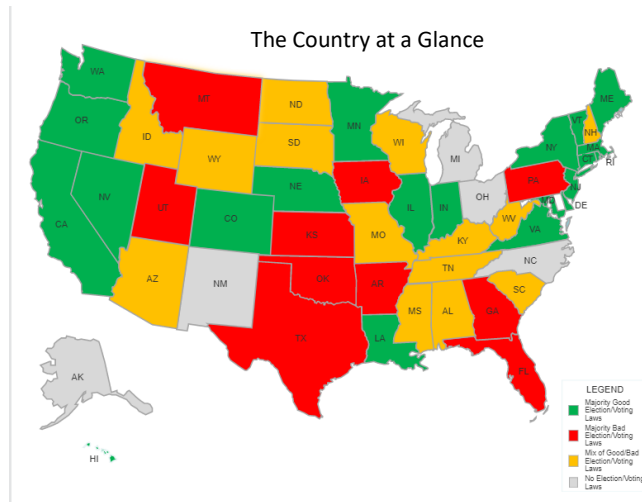 The Country at a Glance
WA
MT
ND
ME
OR
ID
MN
VT
NH
SD
WI
NY
MA
WY
MI
CT
RI
IA
PA
NE
NJ
NV
OH
IL
IN
MD
DE
UT
CO
WV
CA
VA
KS
MO
KY
NC
TN
AZ
OK
NM
AR
SC
MS
AL
GA
TX
LA
AK
FL
HI
LEGEND
Majority Good
Election/Voting
Laws
Majority Bad
Election/Voting
Laws
Mix of Good/Bad
Election/Voting
Laws
No Election/Voting
Laws